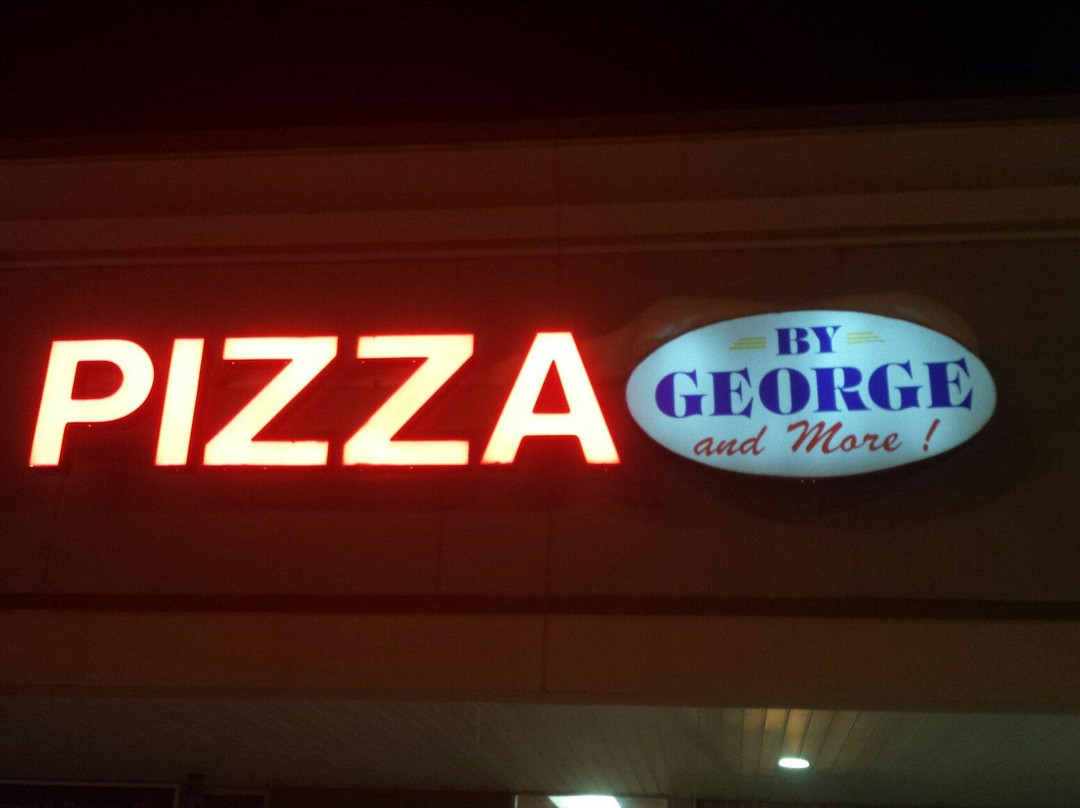 PIZZA
BY
GEORGE
and More !